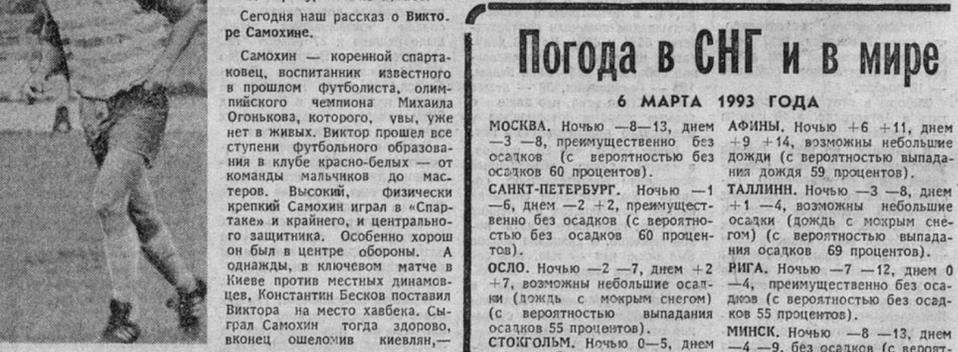 Сегодня наш рассказ о Викто-
ре Самохине.
Самохин — коренной спарта-
ковец, воспитанник известного
в прошлом футболиста, олим-
пийского чемпиона Михаила
Огонькова, которого, увы, уже
нет в живых. Виктор прошел все
ступени футбольного образова-
ния в клубе красно-белых — от
команды мальчиков до мас-
теров. Высокий, физически
крепкий Самохин играл в «Спар-
таке» и крайнего, и центрально-
го защитника. Особенно хорош
он был в центре обороны. А
однажды, в ключевом матче в
Киеве против местных динамов-
цев, Константин Бесков поставил
Виктора на место хавбека. Сы-
грал Самохин тогда здорово,
вконец ошеломив киевлян,—
Погода в СНГ и в мире
6 МАРТА 1993 ГОДА
МОСКВА. Ночью —8—13, днем
—3 —8, преимущественно без
осадков (с вероятностью без
осадков 60 процентов).
САНКТ-ПЕТЕРБУРГ. Ночью —1
—6, днем —2 +2, преимущест-
венно без осадков (с вероятно-
стью без осадков 60 процен-
тов).
ОСЛО. Ночью —2 —7, днем +2
+7, возможны небольшие осад-
ки (дождь с мокрым снегом)
(с вероятностью выпадания
осадков 55 процентов).
СТОКГОЛЬМ. Ночью 0—5, днем
АФИНЫ. Ночью +6 +11, днем
+9 +14, возможны небольшие
дожди (с вероятностью выпада-
ния дождя 59 процентов).
ТАЛЛИНН. Ночью —3 —8, днем
+1 —4, возможны небольшие
осадки (дождь с мокрым сне-
гом) (с вероятностью выпада-
ния осадков 69 процентов).
РИГА. Ночью —7 —12, днем 0
—4, преимущественно без оса-
дков (с вероятностью без осад-
ков 55 процентов).
МИНСК. Ночью —8 —13, днем
—4 —9, без осадков (с вероят-